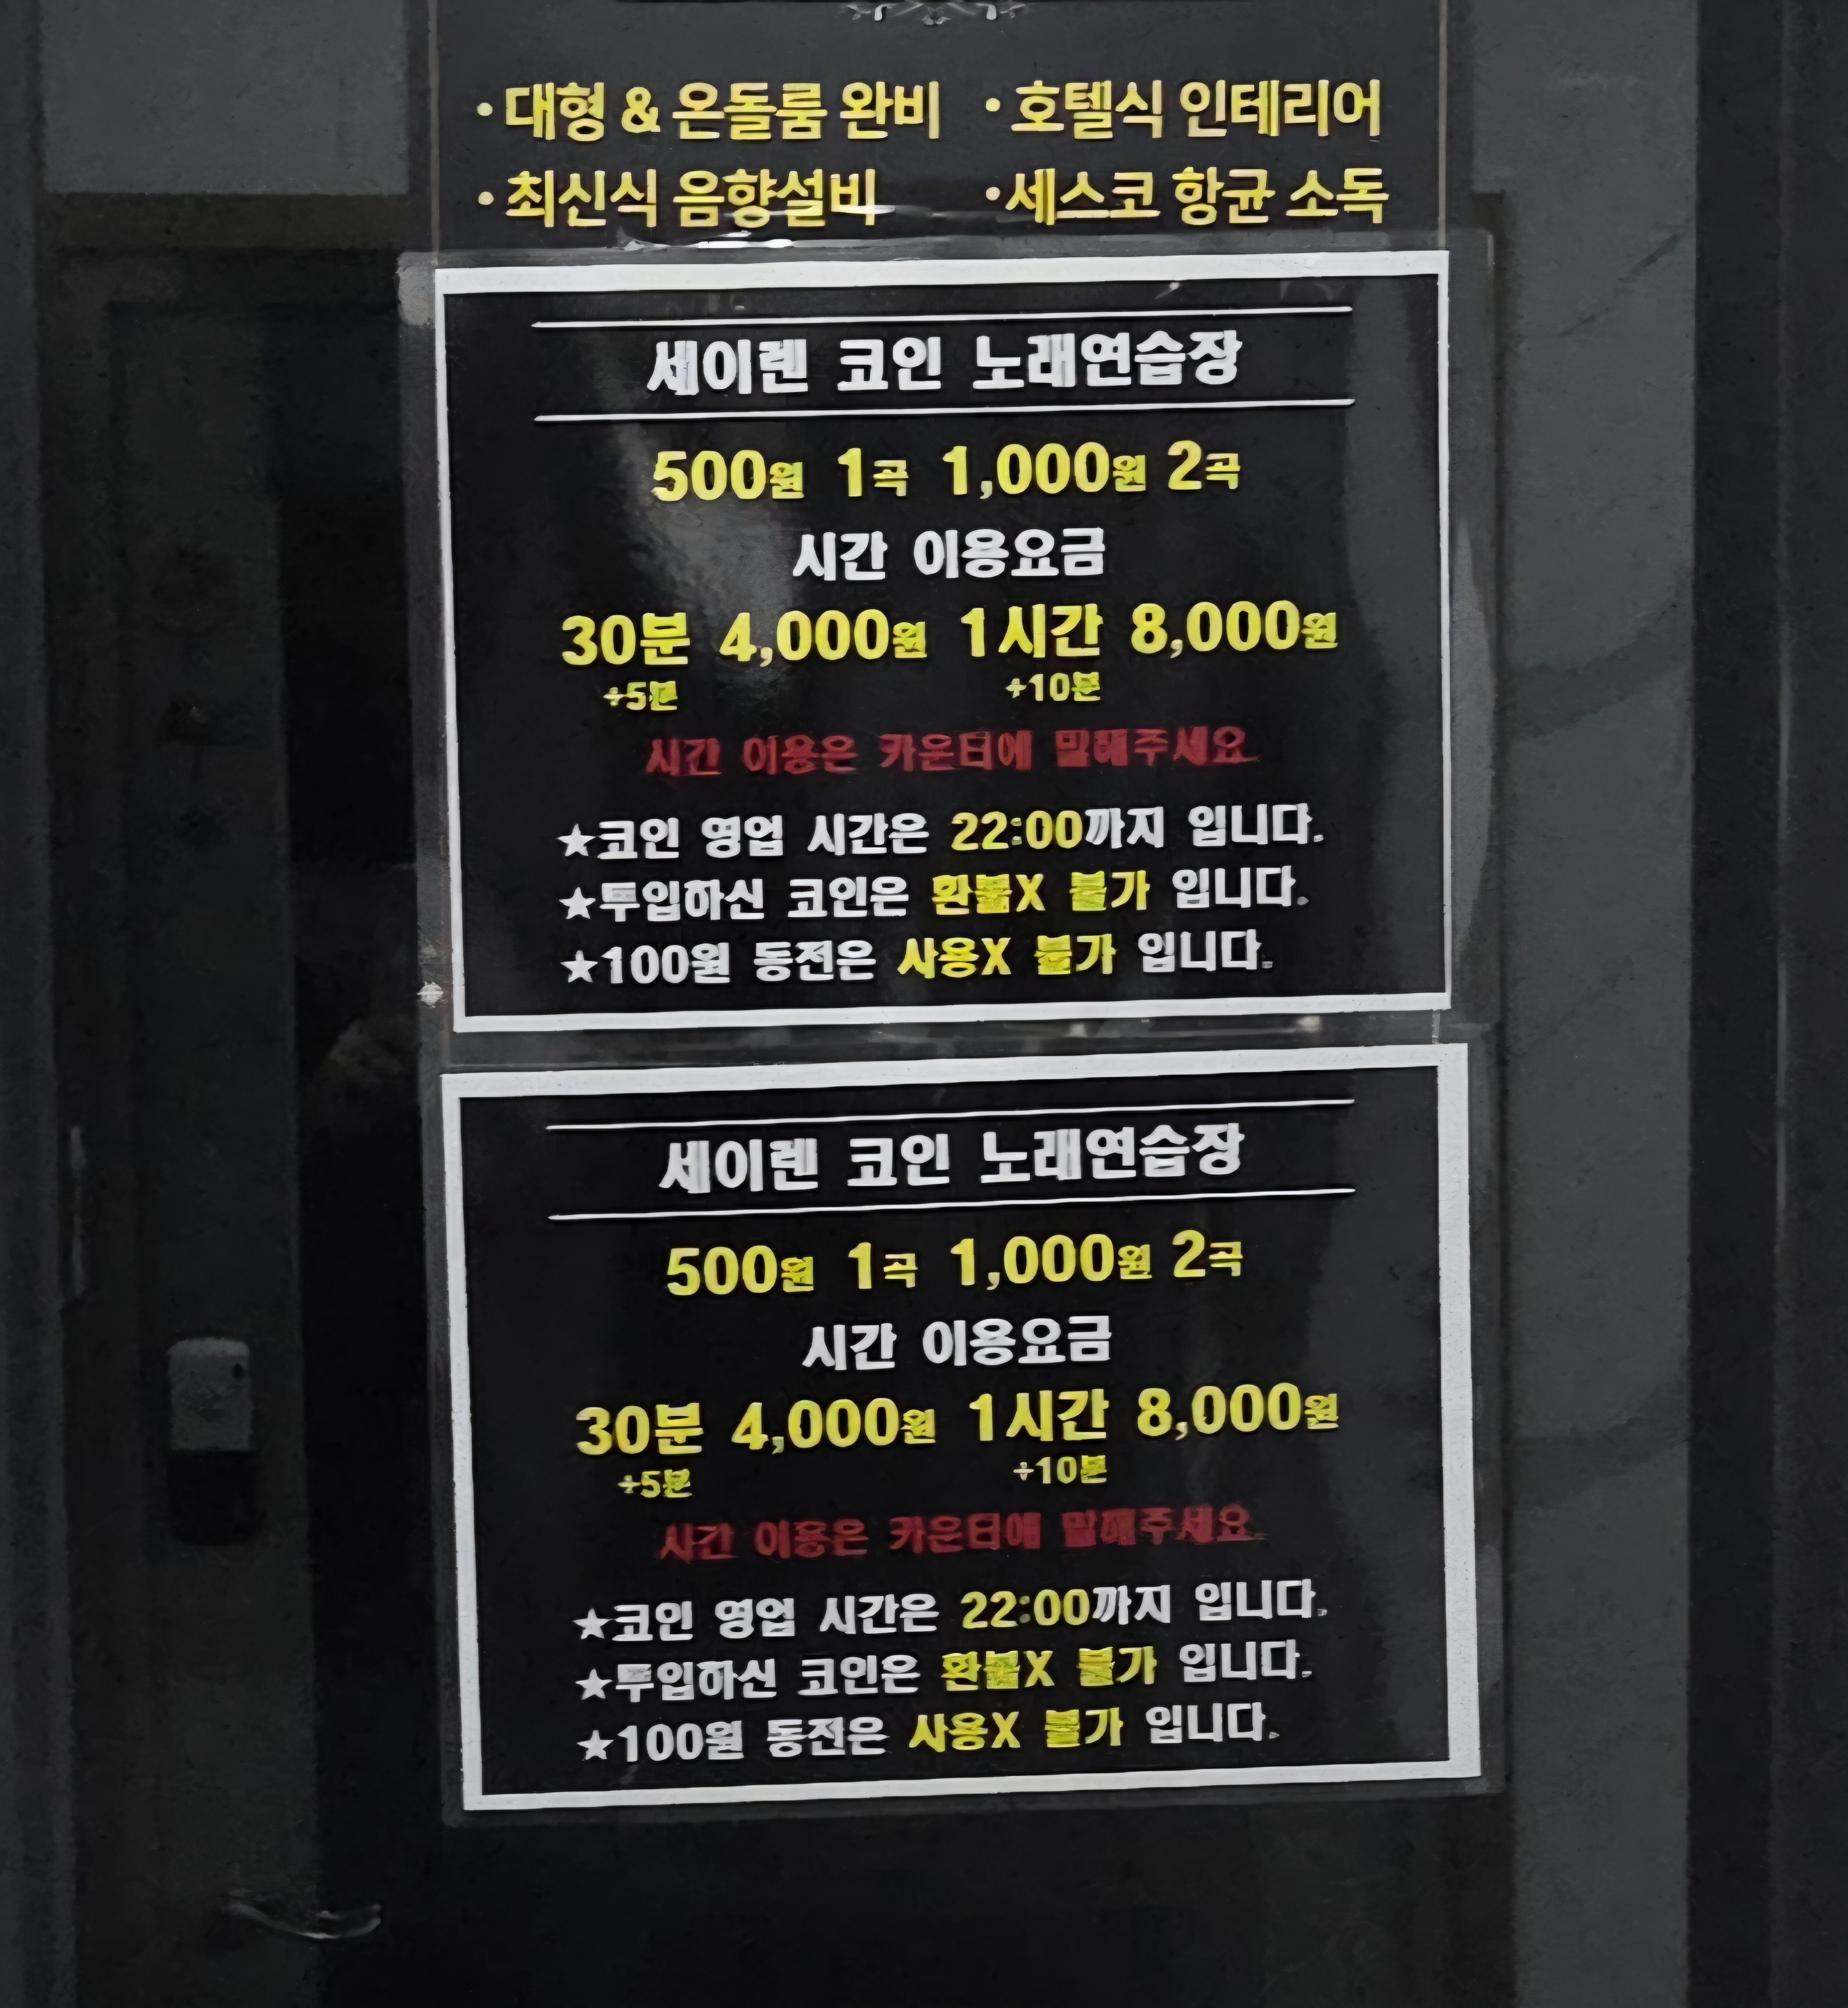 · 대형 & 온돌룸 완비 · 호텔식 인테리어
· 최신식 음향설비 · 세스코 항균 소독
세이렌 코인 노래연습장
500원 1곡 1,000원 2곡
시간 이용요금
30분 4,000원 1시간 8,000원
+5분 +10분
시간 이용은 카운터에 말해주세요
★코인 영업 시간은 22:00까지 입니다.
★투입하신 코인은 환불X 불가 입니다.
★100원 동전은 사용X 불가 입니다.
세이렌 코인 노래연습장
500원 1곡 1,000원 2곡
시간 이용요금
30분 4,000원 1시간 8,000원
+5분 +10분
시간 이용은 카운터에 말해주세요
★코인 영업 시간은 22:00까지 입니다.
★투입하신 코인은 환불X 불가 입니다.
★100원 동전은 사용X 불가 입니다.